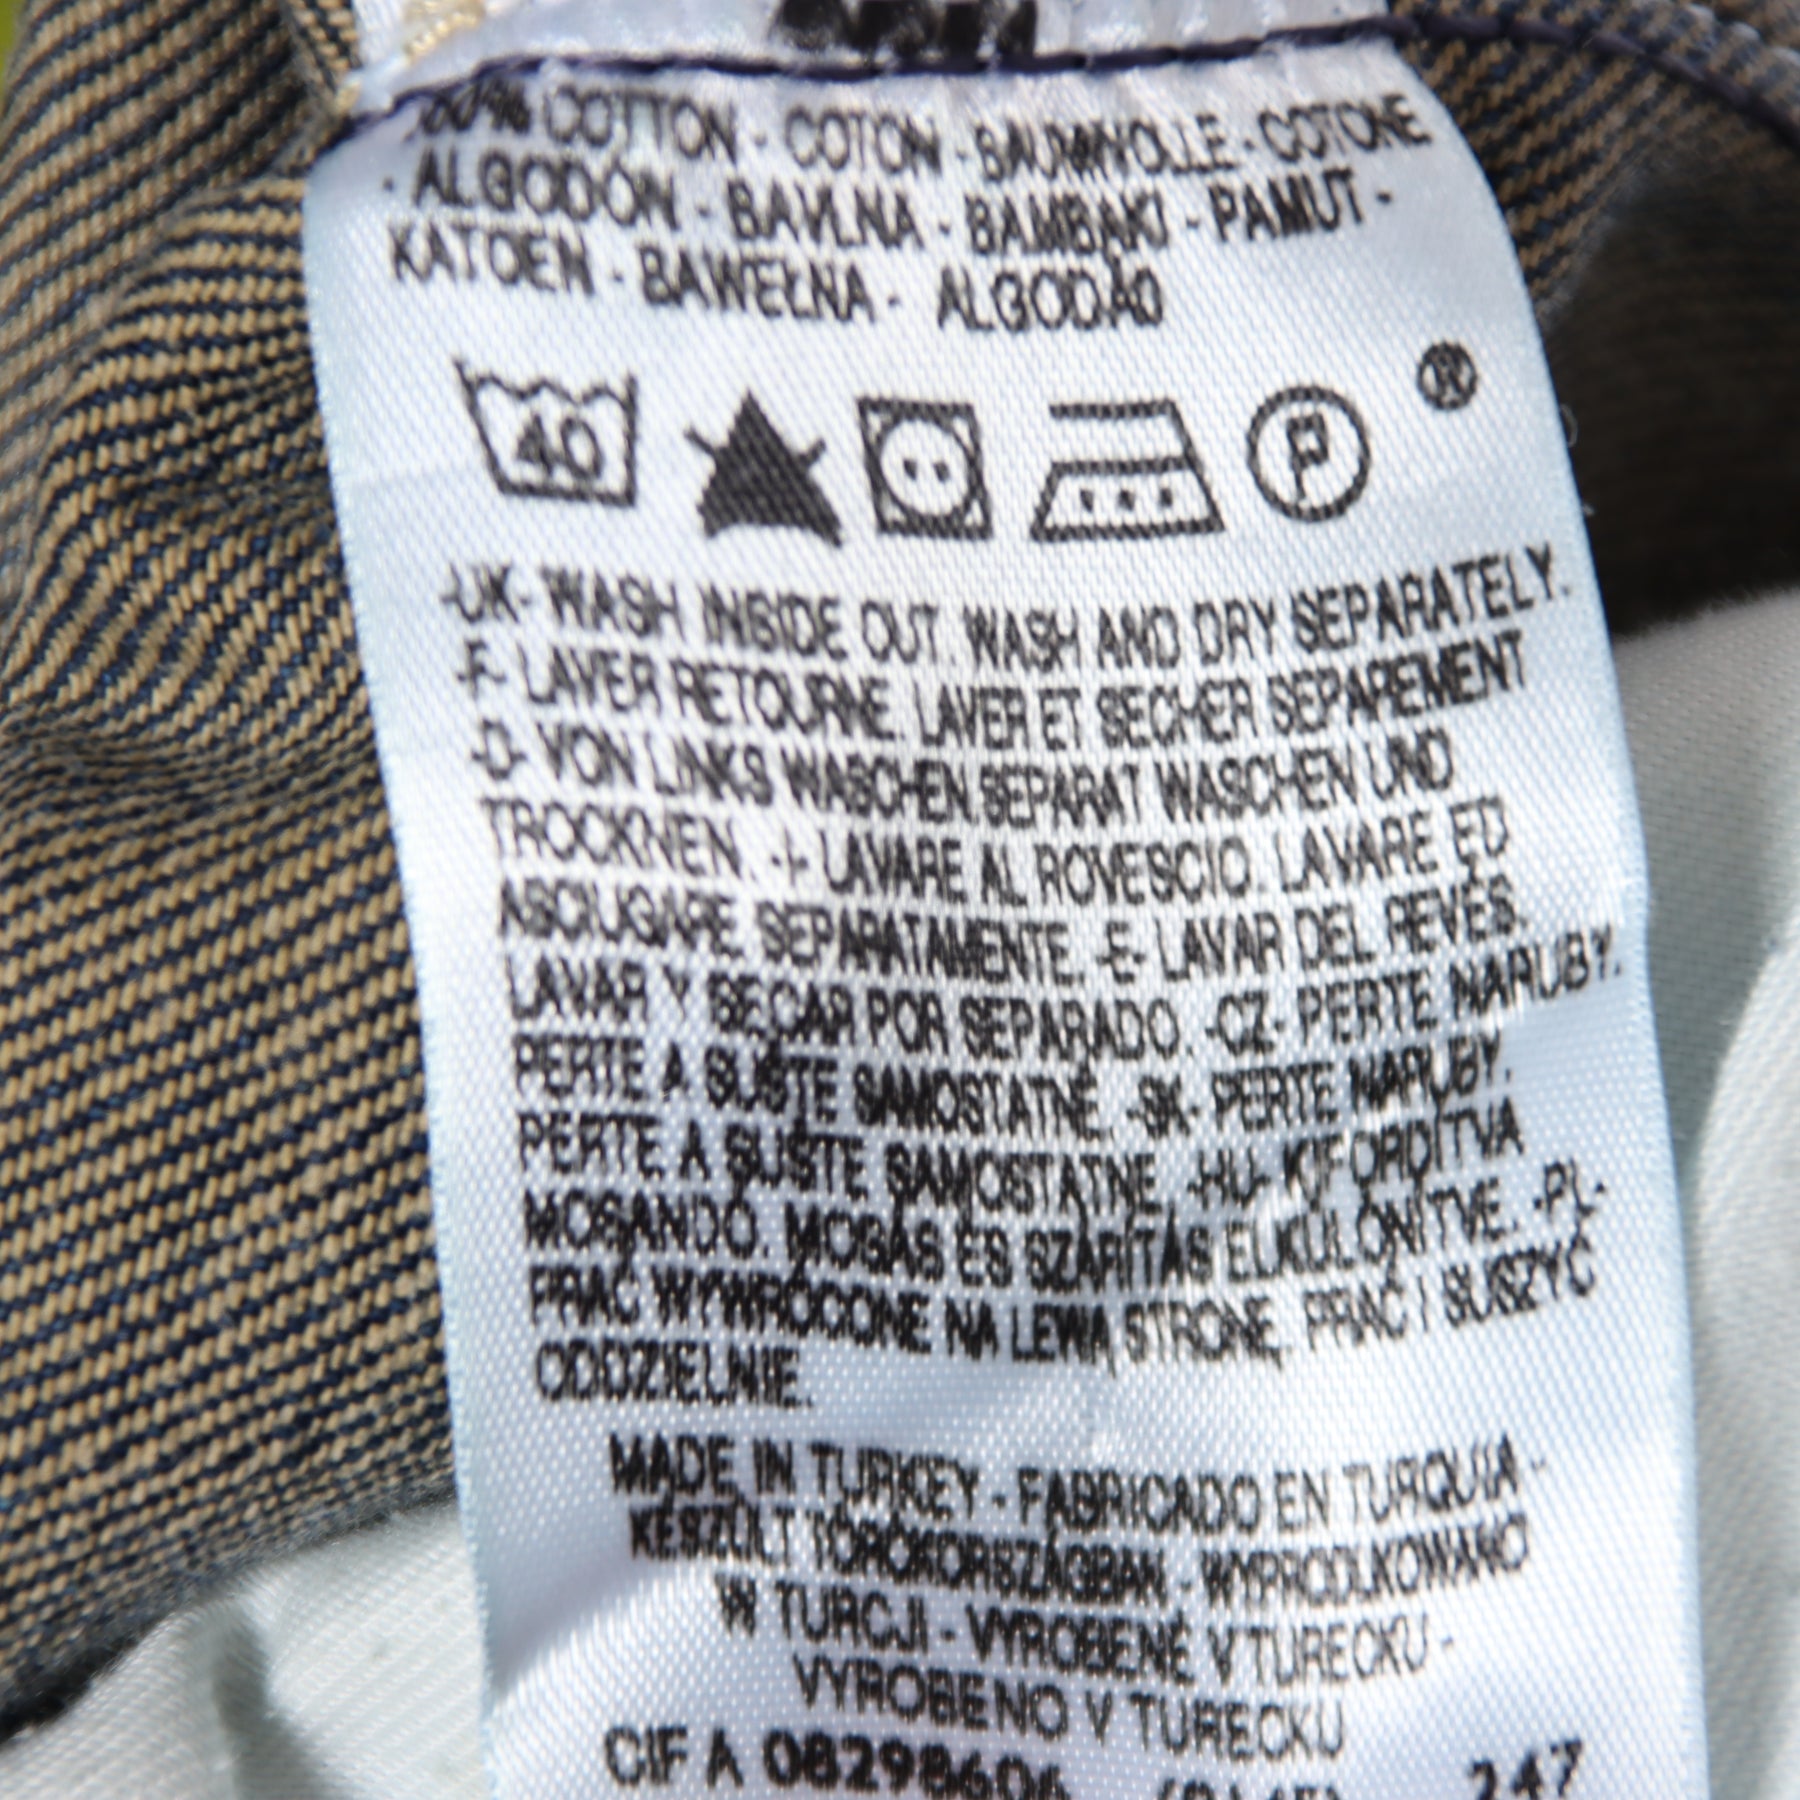 COTTON - COTON - BAUMWOLLE - COTONE
- ALGODÓN - BAVLNA - BAMBAKI - PAMUT -
KATOEN - BAWEŁNA - ALGODÃO
40 P ®
-UK- WASH INSIDE OUT. WASH AND DRY SEPARATELY.
-F- LAVER RETOURNE. LAVER ET SECHER SEPAREMENT
-D- VON LINKS WASCHEN. SEPARAT WASCHEN UND
TROCKNEN. -I- LAVARE AL ROVESCIO. LAVARE ED
ASCIUGARE SEPARATAMENTE. -E- LAVAR DEL REVÉS.
LAVAR Y SECAR POR SEPARADO. -CZ- PERTE NARUBY.
PERTE A SUŠTE SAMOSTATNĚ. -SK- PERTE NARUBY.
PERTE A SUŠTE SAMOSTATNE. -HU- KIFORDÍTVA
MOSANDÓ. MOSÁS ÉS SZÁRÍTÁS ELKÜLÖNÍTVE. -PL-
PRAĆ WYWRÓCONE NA LEWĄ STRONĘ. PRAĆ / SUSZYĆ
ODDZIELNIE.
MADE IN TURKEY - FABRICADO EN TURQUIA -
KÉSZÜLT TÖRÖKORSZÁGBAN - WYPRODUKOWANO
W TURCJI - VYROBENÉ V TURECKU -
VYROBENO V TURECKU
CIF A 08298606 247